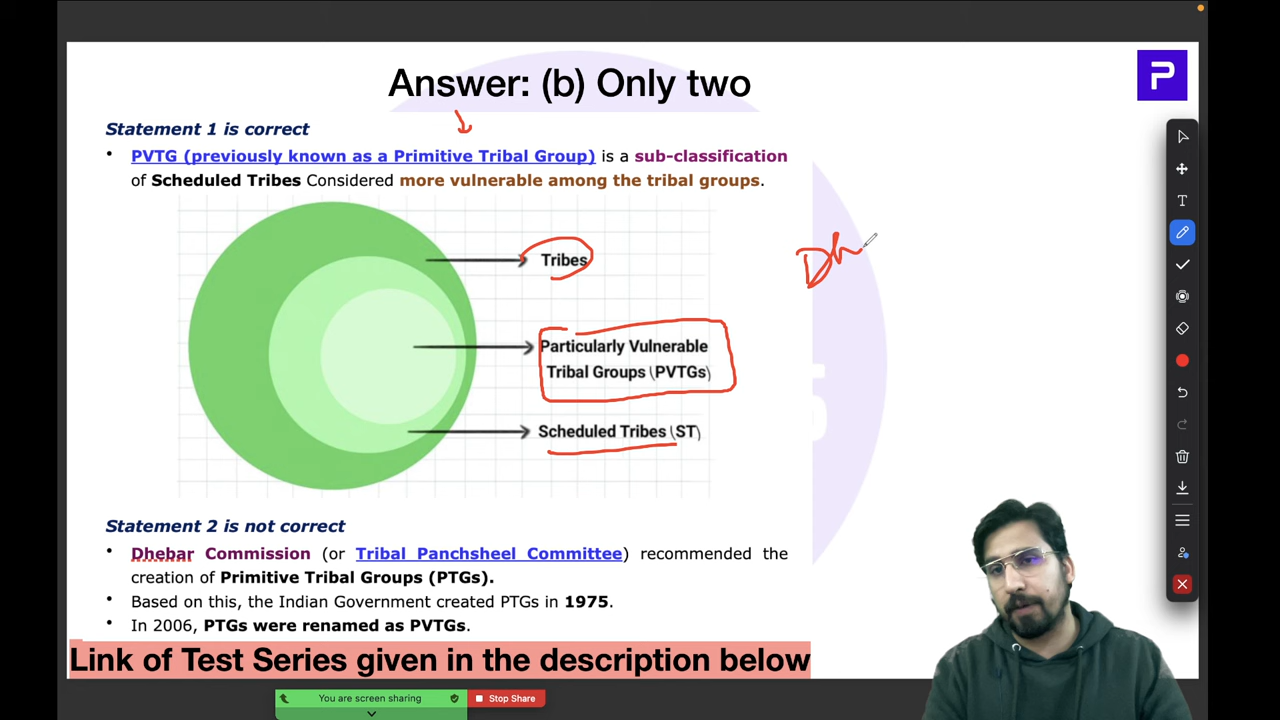 Answer: (b) Only two
P
Statement 1 is correct
• PVTG (previously known as a Primitive Tribal Group) is a sub-classification
of Scheduled Tribes Considered more vulnerable among the tribal groups.
Tribes
Dh
Particularly Vulnerable
Tribal Groups (PVTGs)
Scheduled Tribes (ST)
Statement 2 is not correct
• Dhebar Commission (or Tribal Panchsheel Committee) recommended the
creation of Primitive Tribal Groups (PTGs).
• Based on this, the Indian Government created PTGs in 1975.
• In 2006, PTGs were renamed as PVTGs.
Link of Test Series given in the description below
You are screen sharing
Stop Share